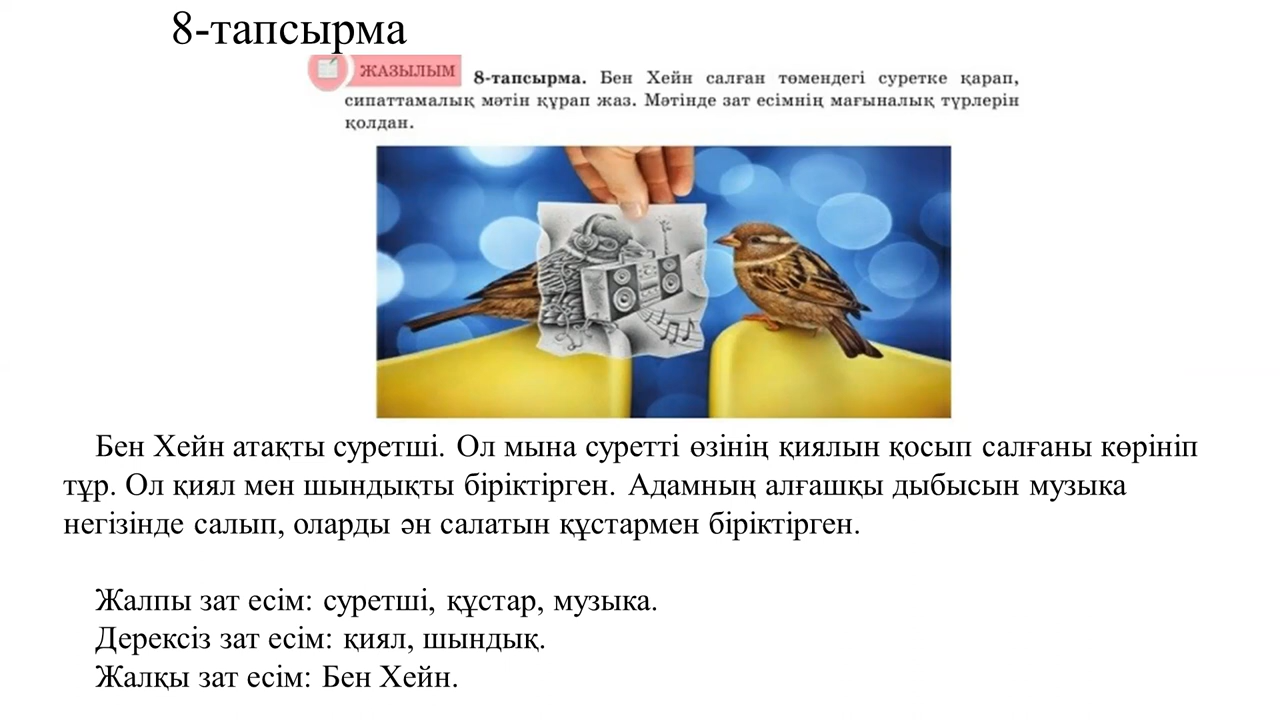 8-тапсырма
ЖАЗЫЛЫМ
8-тапсырма. Бен Хейн салған төмендегі суретке қарап,
сипаттамалық мәтін құрап жаз. Мәтінде зат есімнің мағыналық түрлерін
қолдан.
Бен Хейн атақты суретші. Ол мына суретті өзінің қиялын қосып салғаны көрініп
тұр. Ол қиял мен шындықты біріктірген. Адамның алғашқы дыбысын музыка
негізінде салып, оларды ән салатын құстармен біріктірген.
Жалпы зат есім: суретші, құстар, музыка.
Дерексіз зат есім: қиял, шындық.
Жалқы зат есім: Бен Хейн.